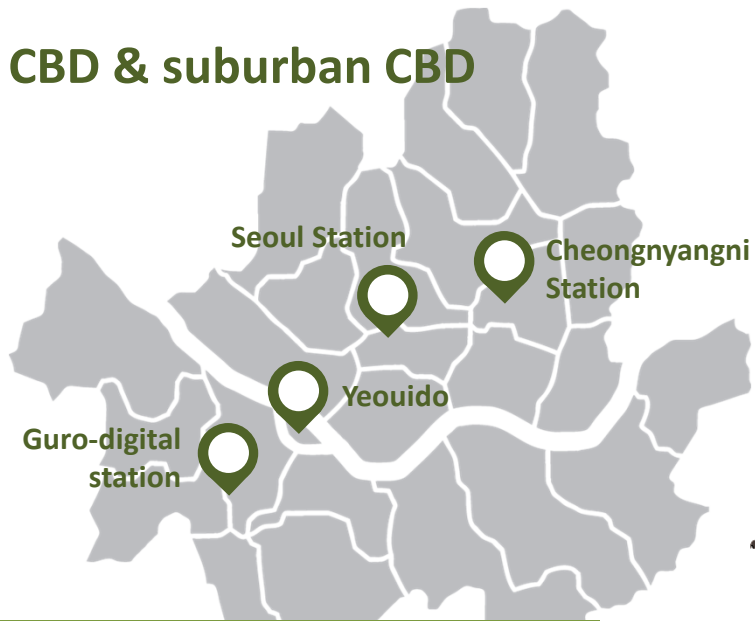 CBD & suburban CBD
Seoul Station
Cheongnyangni
Station
Yeouido
Guro-digital
station